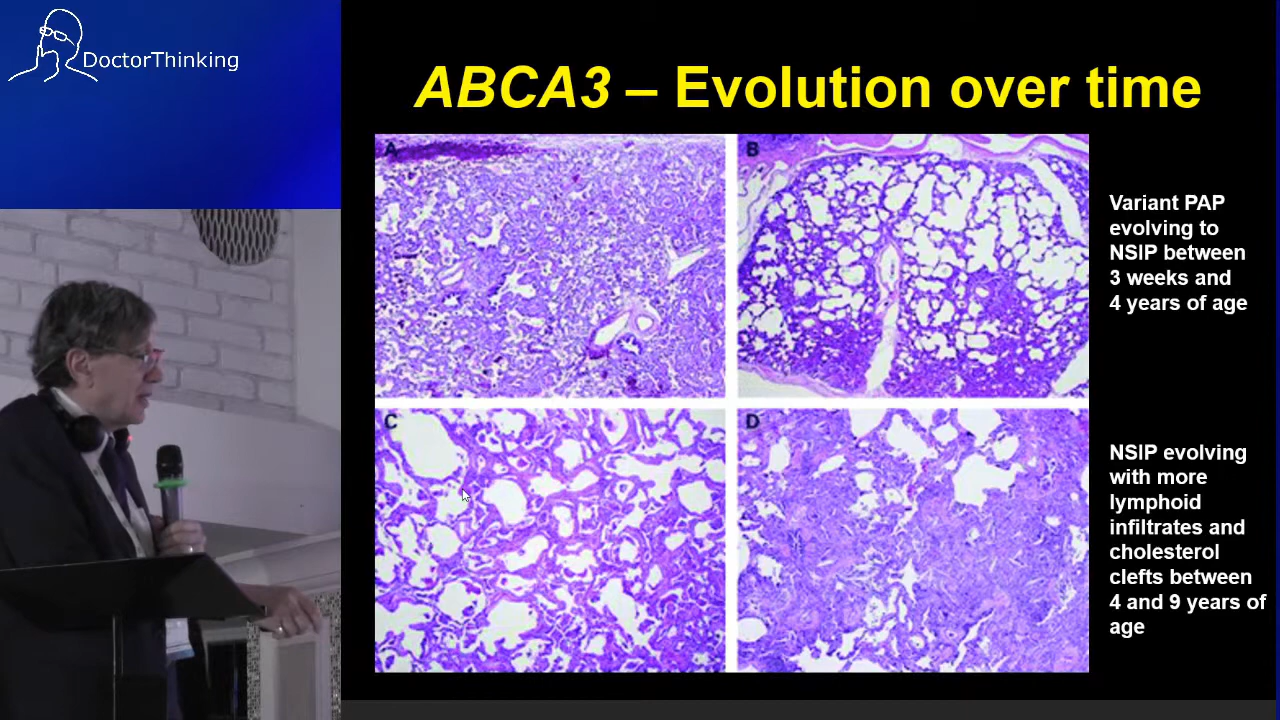 DoctorThinking
ABCA3 – Evolution over time
A
B
Variant PAP
evolving to
NSIP between
3 weeks and
4 years of age
C
D
NSIP evolving
with more
lymphoid
infiltrates and
cholesterol
clefts between
4 and 9 years of
age